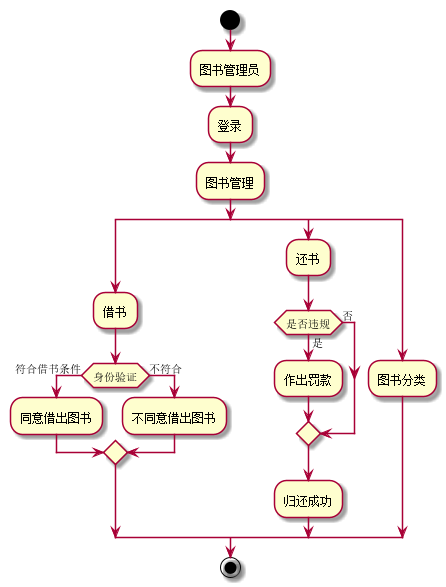 图书管理员
登录
图书管理
借书
身份验证
符合借书条件
不符合
同意借出图书
不同意借出图书
还书
是否违规
是
否
作出罚款
归还成功
图书分类